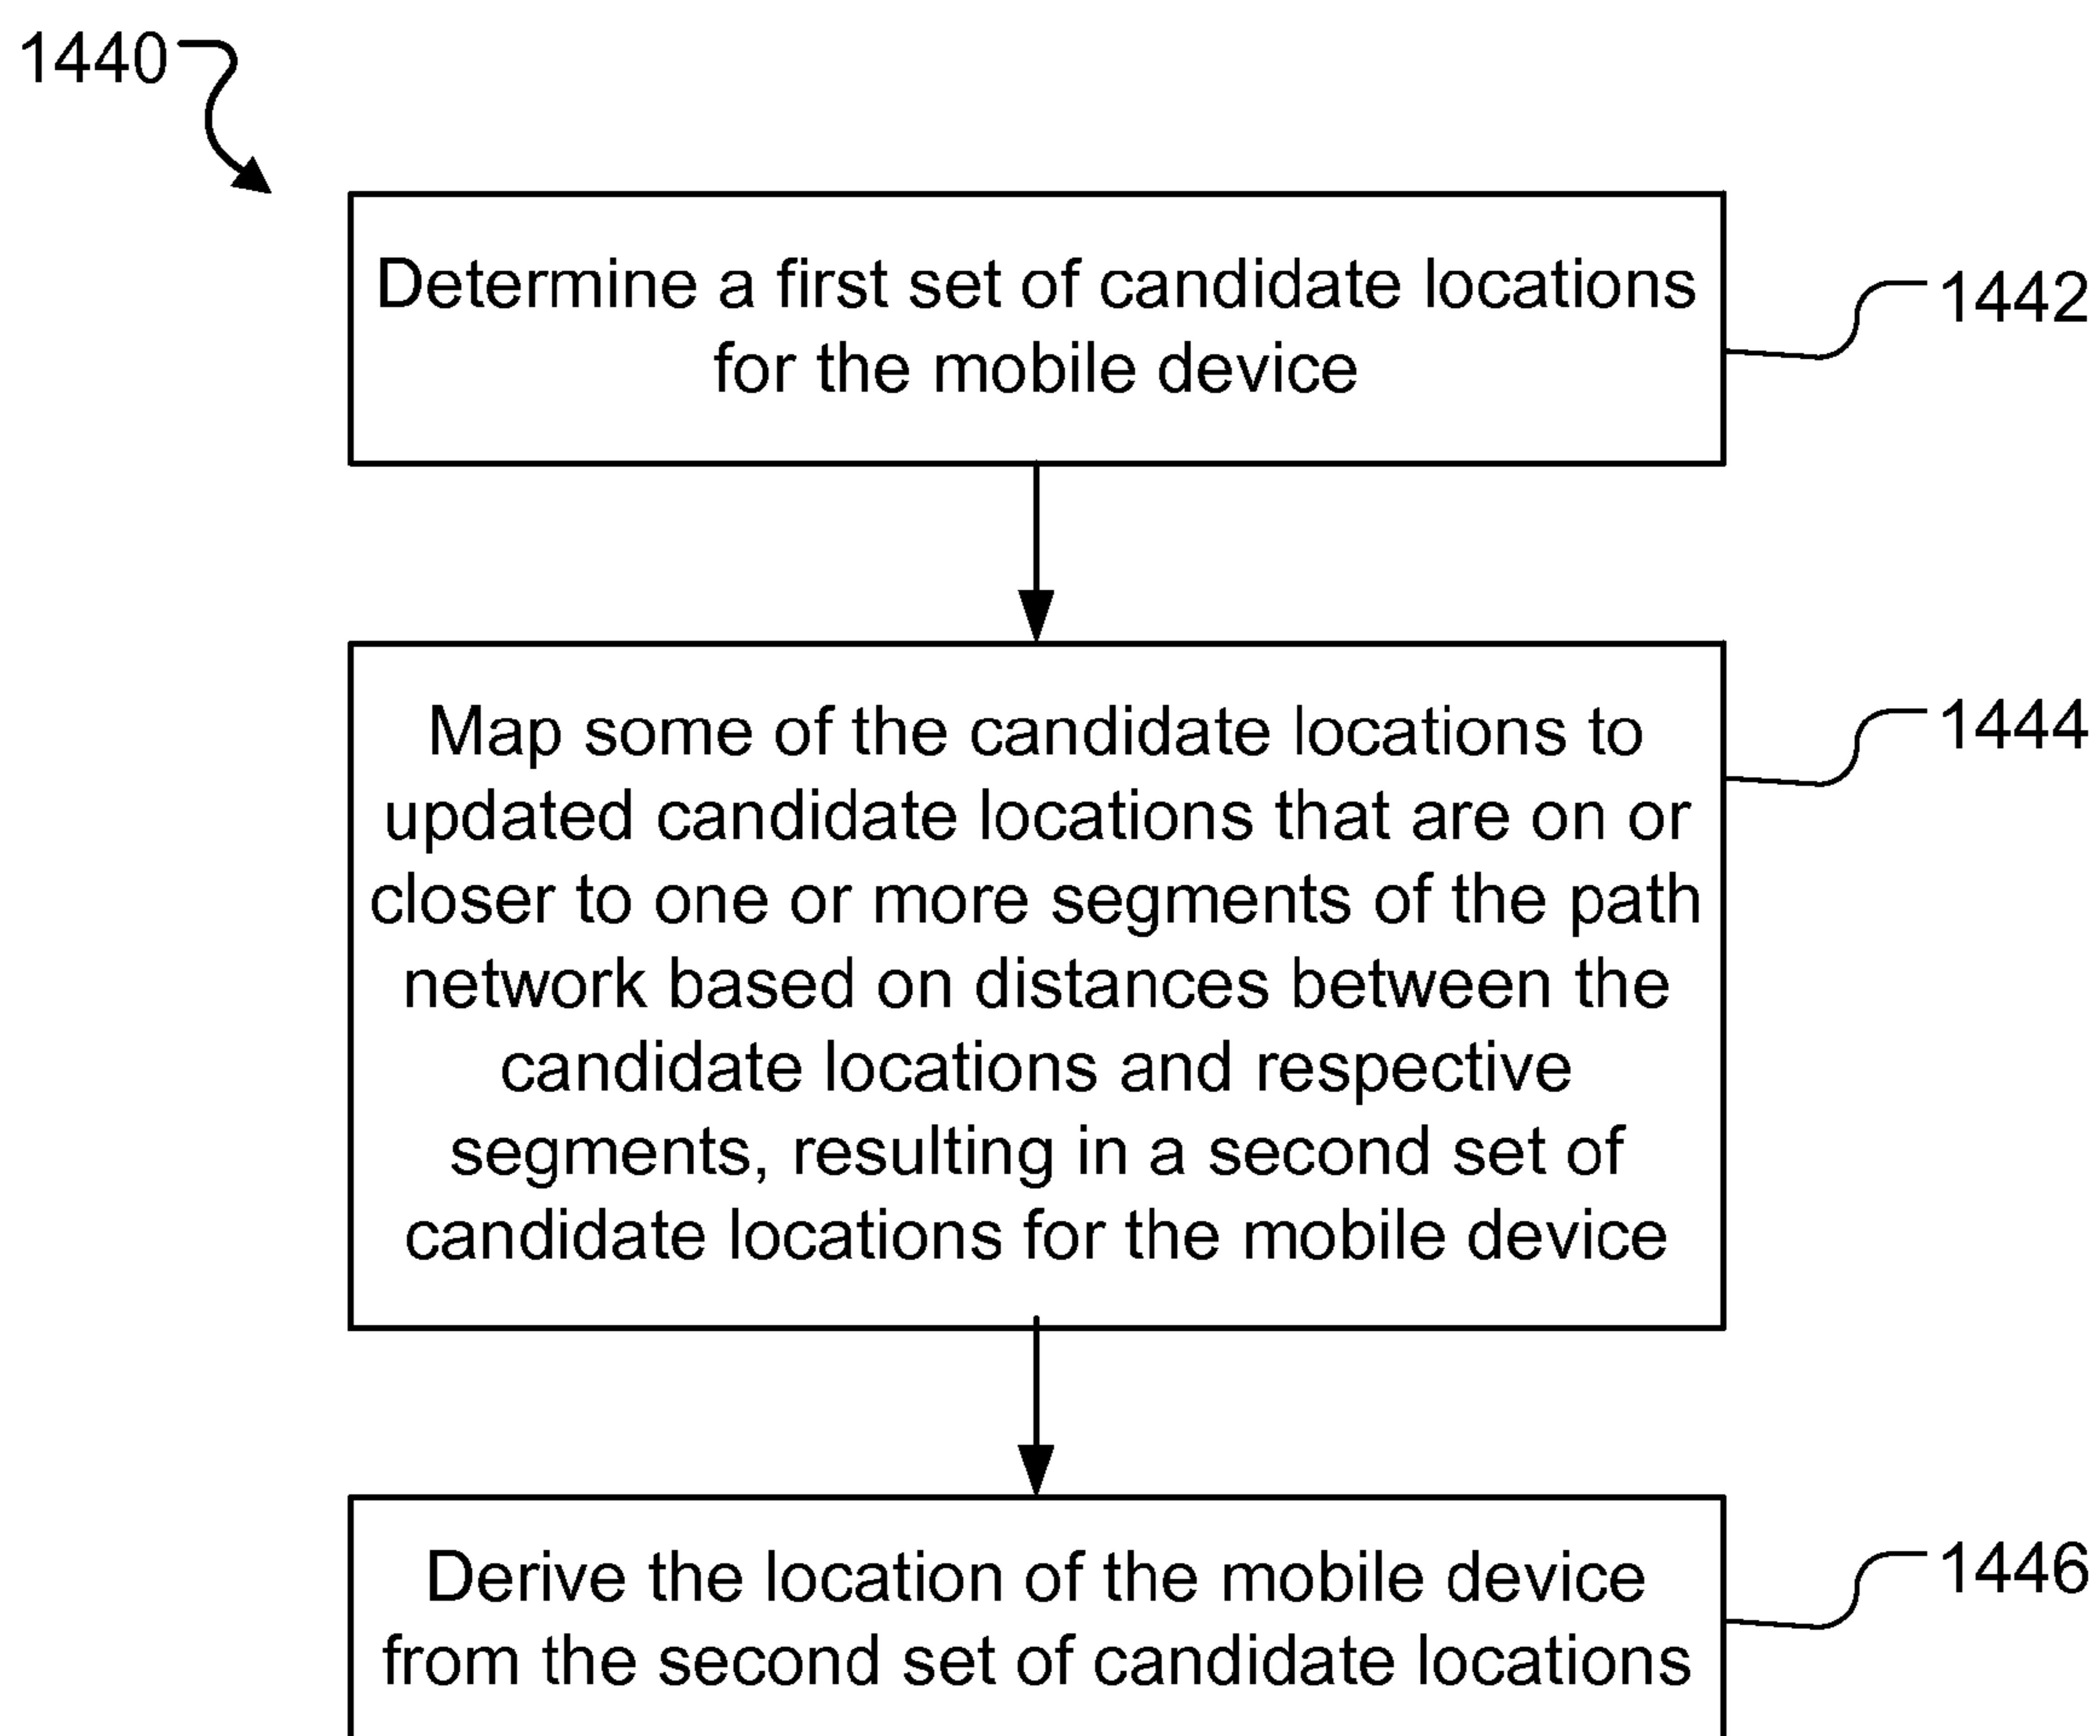 1440
Determine a first set of candidate locations
for the mobile device
1442
Map some of the candidate locations to
updated candidate locations that are on or
closer to one or more segments of the path
network based on distances between the
candidate locations and respective
segments, resulting in a second set of
candidate locations for the mobile device
1444
Derive the location of the mobile device
from the second set of candidate locations
1446